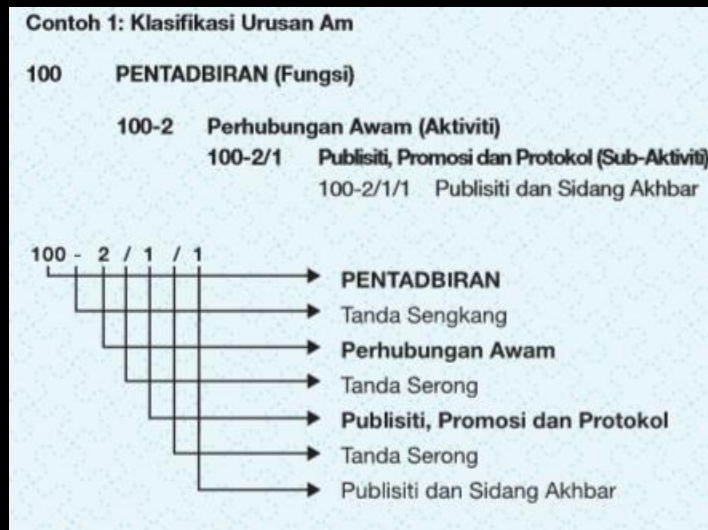 Contoh 1: Klasifikasi Urusan Am
100 PENTADBIRAN (Fungsi)
100-2 Perhubungan Awam (Aktiviti)
100-2/1 Publisiti, Promosi dan Protokol (Sub-Aktiviti)
100-2/1/1 Publisiti dan Sidang Akhbar
100 - 2 / 1 / 1
PENTADBIRAN
Tanda Sengkang
Perhubungan Awam
Tanda Serong
Publisiti, Promosi dan Protokol
Tanda Serong
Publisiti dan Sidang Akhbar